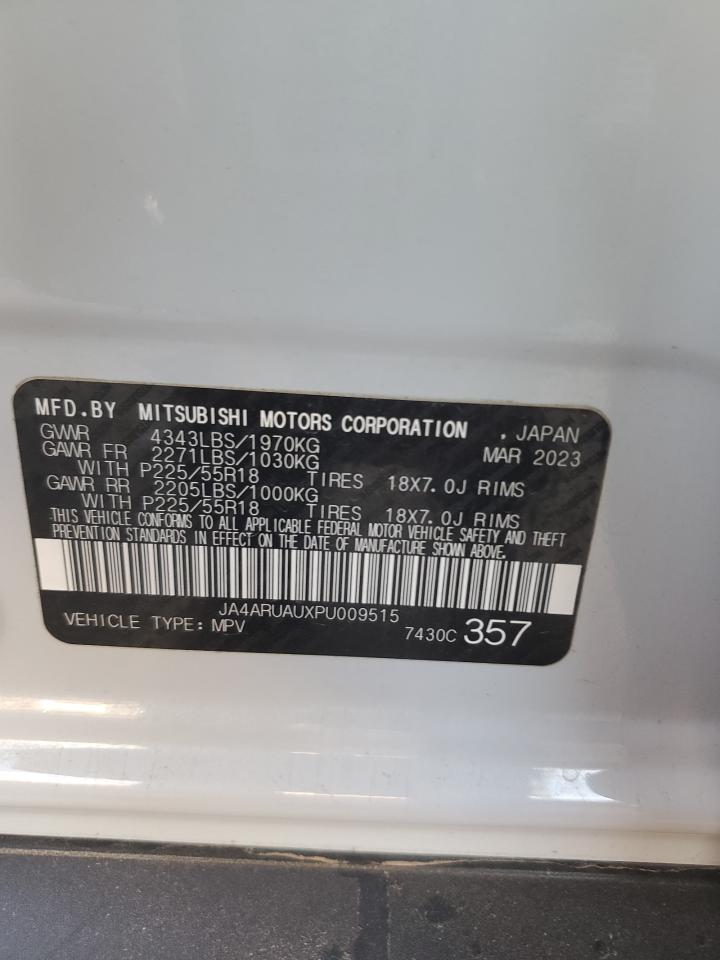 MFD.BY MITSUBISHI MOTORS CORPORATION , JAPAN
GVWR 4343LBS/1970KG MAR 2023
GAWR FR 2271LBS/1030KG
WITH P225/55R18 TIRES 18X7.0J RIMS
GAWR RR 2205LBS/1000KG
WITH P225/55R18 TIRES 18X7.0J RIMS
THIS VEHICLE CONFORMS TO ALL APPLICABLE FEDERAL MOTOR VEHICLE SAFETY AND THEFT
PREVENTION STANDARDS IN EFFECT ON THE DATE OF MANUFACTURE SHOWN ABOVE.
JA4ARUAUXPU009515
VEHICLE TYPE: MPV 7430C 357